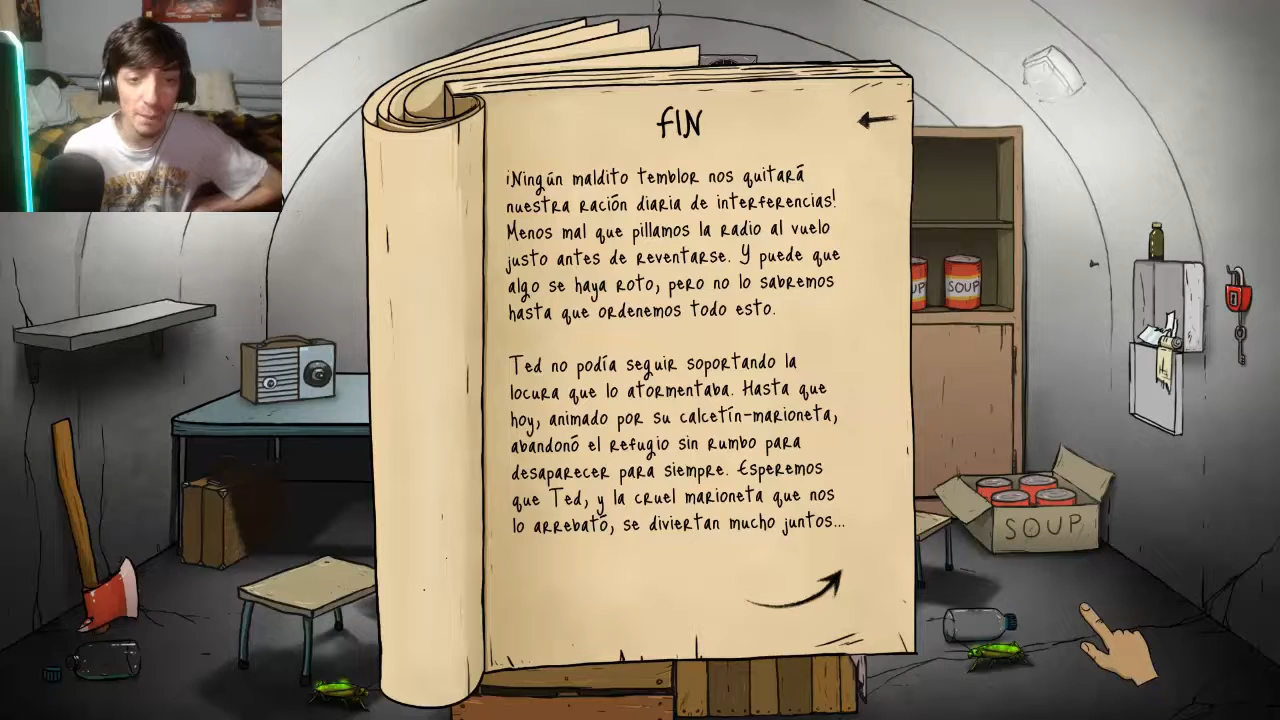 FIN
¡Ningún maldito temblor nos quitará
nuestra ración diaria de interferencias!
Menos mal que pillamos la radio al vuelo
justo antes de reventarse. Y puede que
algo se haya roto, pero no lo sabremos
hasta que ordenemos todo esto.
Ted no podía seguir soportando la
locura que lo atormentaba. Hasta que
hoy, animado por su calcetín-marioneta,
abandonó el refugio sin rumbo para
desaparecer para siempre. Esperemos
que Ted, y la cruel marioneta que nos
lo arrebató, se diviertan mucho juntos...
UP
SOUP
SOUP